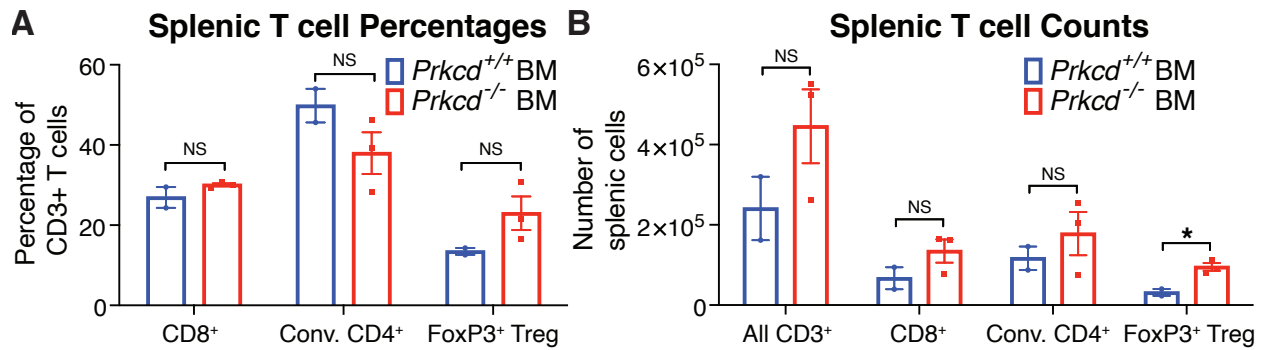 A Splenic T cell Percentages
Percentage of
CD3+ T cells
60
40
20
0
NS
NS
NS
Prkcd+/+ BM
Prkcd-/- BM
CD8+
Conv. CD4+
FoxP3+ Treg
B Splenic T cell Counts
Number of
splenic cells
6×10⁵
4×10⁵
2×10⁵
0
NS
NS
NS
*
Prkcd+/+ BM
Prkcd-/- BM
All CD3+
CD8+
Conv. CD4+
FoxP3+ Treg